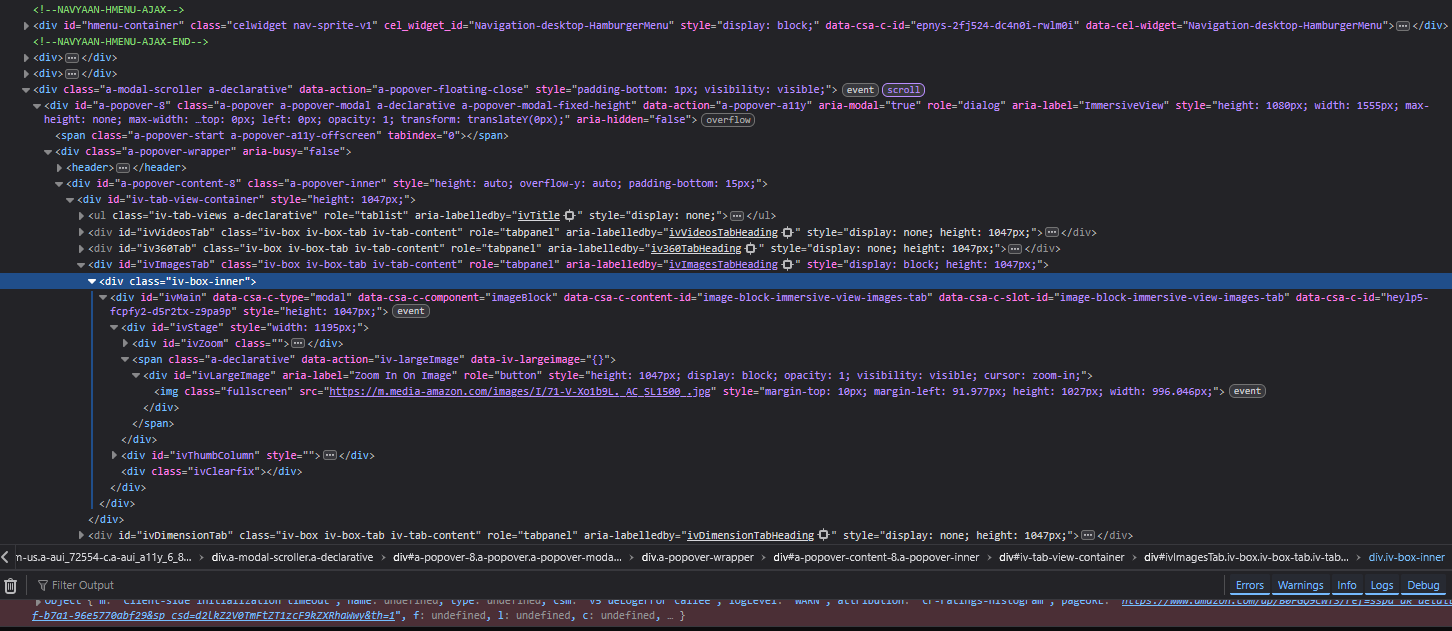 <!--NAVYAAN-HMENU-AJAX-->
<div id="hmenu-container" class="celwidget nav-sprite-v1" cel_widget_id="Navigation-desktop-HamburgerMenu" style="display: block;" data-csa-c-id="epnys-2fj524-dc4n0i-rwlm0i" data-cel-widget="Navigation-desktop-HamburgerMenu">…</div>
<!--NAVYAAN-HMENU-AJAX-END-->
<div>…</div>
<div>…</div>
<div class="a-modal-scroller a-declarative" data-action="a-popover-floating-close" style="padding-bottom: 1px; visibility: visible;"> event scroll
<div id="a-popover-8" class="a-popover a-popover-modal a-declarative a-popover-modal-fixed-height" data-action="a-popover-a11y" aria-modal="true" role="dialog" aria-label="ImmersiveView" style="height: 1080px; width: 1555px; max-
height: none; max-width: …top: 0px; left: 0px; opacity: 1; transform: translateY(0px);" aria-hidden="false"> overflow
<span class="a-popover-start a-popover-a11y-offscreen" tabindex="0"></span>
<div class="a-popover-wrapper" aria-busy="false">
<header>…</header>
<div id="a-popover-content-8" class="a-popover-inner" style="height: auto; overflow-y: auto; padding-bottom: 15px;">
<div id="iv-tab-view-container" style="height: 1047px;">
<ul class="iv-tab-views a-declarative" role="tablist" aria-labelledby="ivTitle" style="display: none;">…</ul>
<div id="ivVideosTab" class="iv-box iv-box-tab iv-tab-content" role="tabpanel" aria-labelledby="ivVideosTabHeading" style="display: none; height: 1047px;">…</div>
<div id="iv360Tab" class="iv-box iv-box-tab iv-tab-content" role="tabpanel" aria-labelledby="iv360TabHeading" style="display: none; height: 1047px;">…</div>
<div id="ivImagesTab" class="iv-box iv-box-tab iv-tab-content" role="tabpanel" aria-labelledby="ivImagesTabHeading" style="display: block; height: 1047px;">
<div class="iv-box-inner">
<div id="ivMain" data-csa-c-type="modal" data-csa-c-component="imageBlock" data-csa-c-content-id="image-block-immersive-view-images-tab" data-csa-c-slot-id="image-block-immersive-view-images-tab" data-csa-c-id="heylp5-
fcpfy2-d5r2tx-z9pa9p" style="height: 1047px;"> event
<div id="ivStage" style="width: 1195px;">
<div id="ivZoom" class="">…</div>
<span class="a-declarative" data-action="iv-largeImage" data-iv-largeimage="{}">
<div id="ivLargeImage" aria-label="Zoom In On Image" role="button" style="height: 1047px; display: block; opacity: 1; visibility: visible; cursor: zoom-in;">
<img class="fullscreen" src="https://m.media-amazon.com/images/I/71-V-Xo1b9L._AC_SL1500_.jpg" style="margin-top: 10px; margin-left: 91.977px; height: 1027px; width: 996.046px;"> event
</div>
</span>
</div>
<div id="ivThumbColumn" style="">…</div>
<div class="ivClearfix"></div>
</div>
</div>
</div>
<div id="ivDimensionTab" class="iv-box iv-box-tab iv-tab-content" role="tabpanel" aria-labelledby="ivDimensionTabHeading" style="display: none; height: 1047px;">…</div>
m-us.a-aui_72554-c.a-aui_a11y_6_8… › div.a-modal-scroller.a-declarative › div#a-popover-8.a-popover.a-popover-moda… › div.a-popover-wrapper › div#a-popover-content-8.a-popover-inner › div#iv-tab-view-container › div#ivImagesTab.iv-box.iv-box-tab.iv-tab… › div.iv-box-inner
Filter Output Errors Warnings Info Logs Debug
Object { m: "Client-side initialization timeout", name: undefined, type: undefined, csm: "v5 ueLogError callee", logLevel: "WARN", attribution: "cr-ratings-histogram", pageURL:
f-b7a1-96e5770abf29&sp_csd=d2lkZ2V0TmFtZT1zcF9kZXRhaWwy&th=1", f: undefined, l: undefined, c: undefined, … }